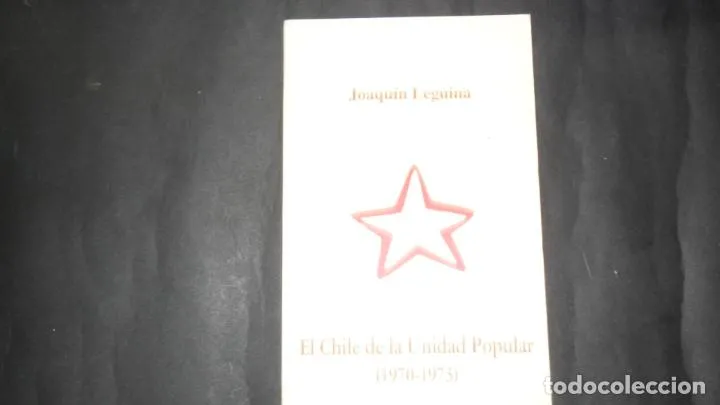 Joaquín Leguina
El Chile de la Unidad Popular
(1970-1973)
todocoleccion